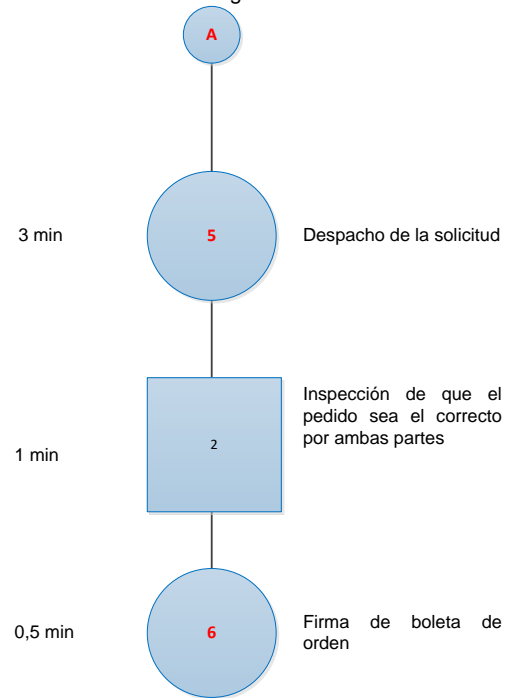 A
3 min
5
Despacho de la solicitud
Inspección de que el
pedido sea el correcto
por ambas partes
1 min
2
0,5 min
6
Firma de boleta de
orden